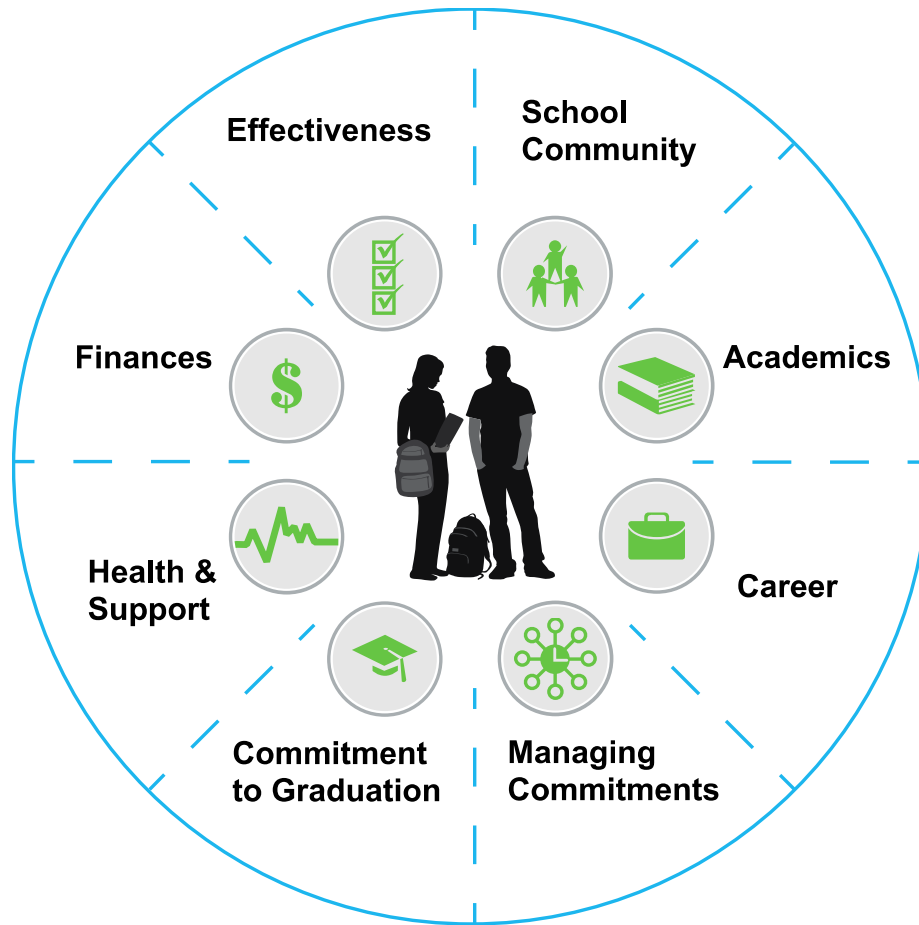 Effectiveness
School
Community
Finances
$
Academics
Health &
Support
Career
Commitment
to Graduation
Managing
Commitments